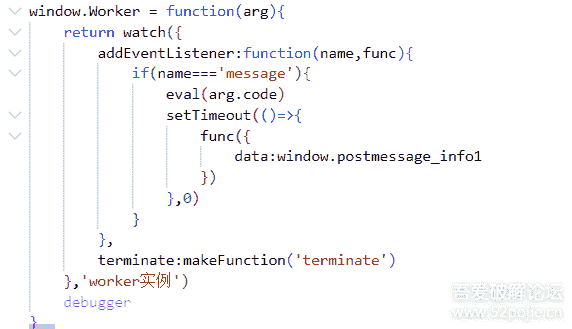 window.Worker = function(arg){
    return watch({
        addEventListener:function(name,func){
            if(name==='message'){
                eval(arg.code)
                setTimeout(()=>{
                    func({
                        data:window.postmessage_info1
                    })
                },0)
            }
        },
        terminate:makeFunction('terminate')
    },'worker实例')
    debugger
}
吾爱破解论坛
www.52pojie.cn